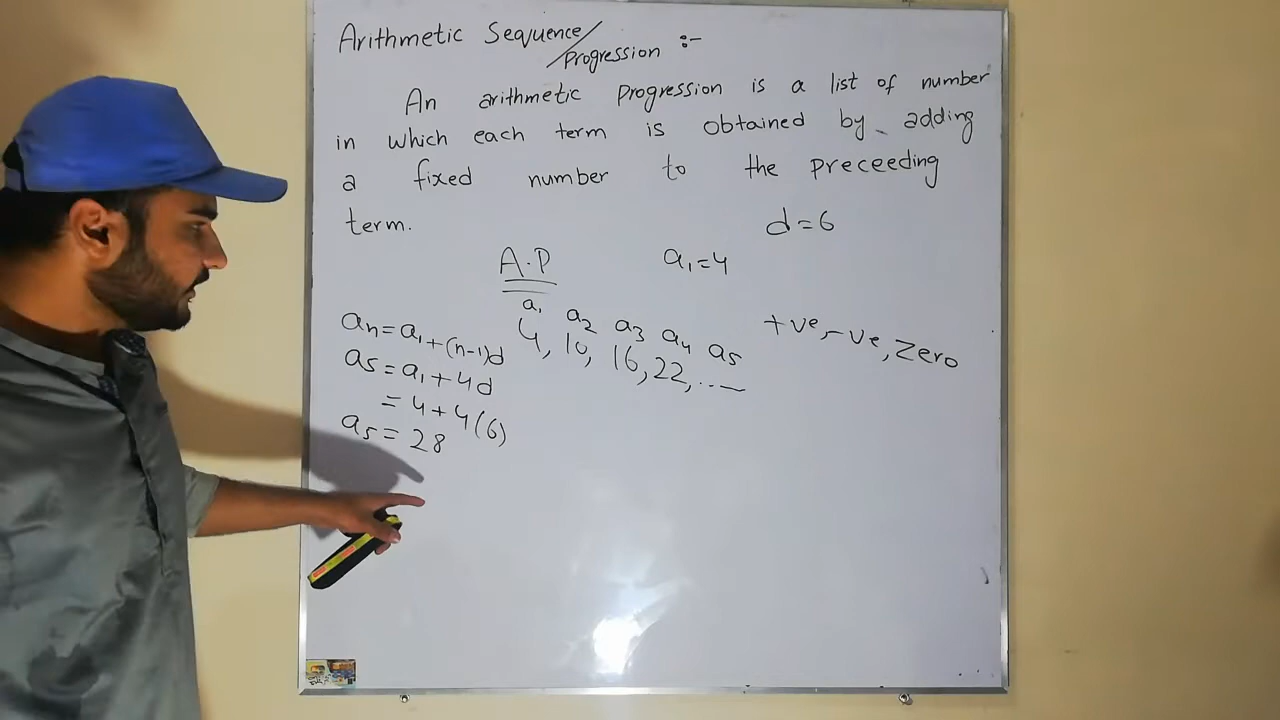 Arithmetic Sequence/
Progression :-
An arithmetic Progression is a list of number
in which each term is obtained by adding
a fixed number to the preceeding
term.
d=6
A.P
a₁=4
a₁ a₂ a₃ a₄ a₅
4, 10, 16, 22, ....
+ve, -ve, Zero
aₙ=a₁+(n-1)d
a₅=a₁+4d
=4+4(6)
a₅=28